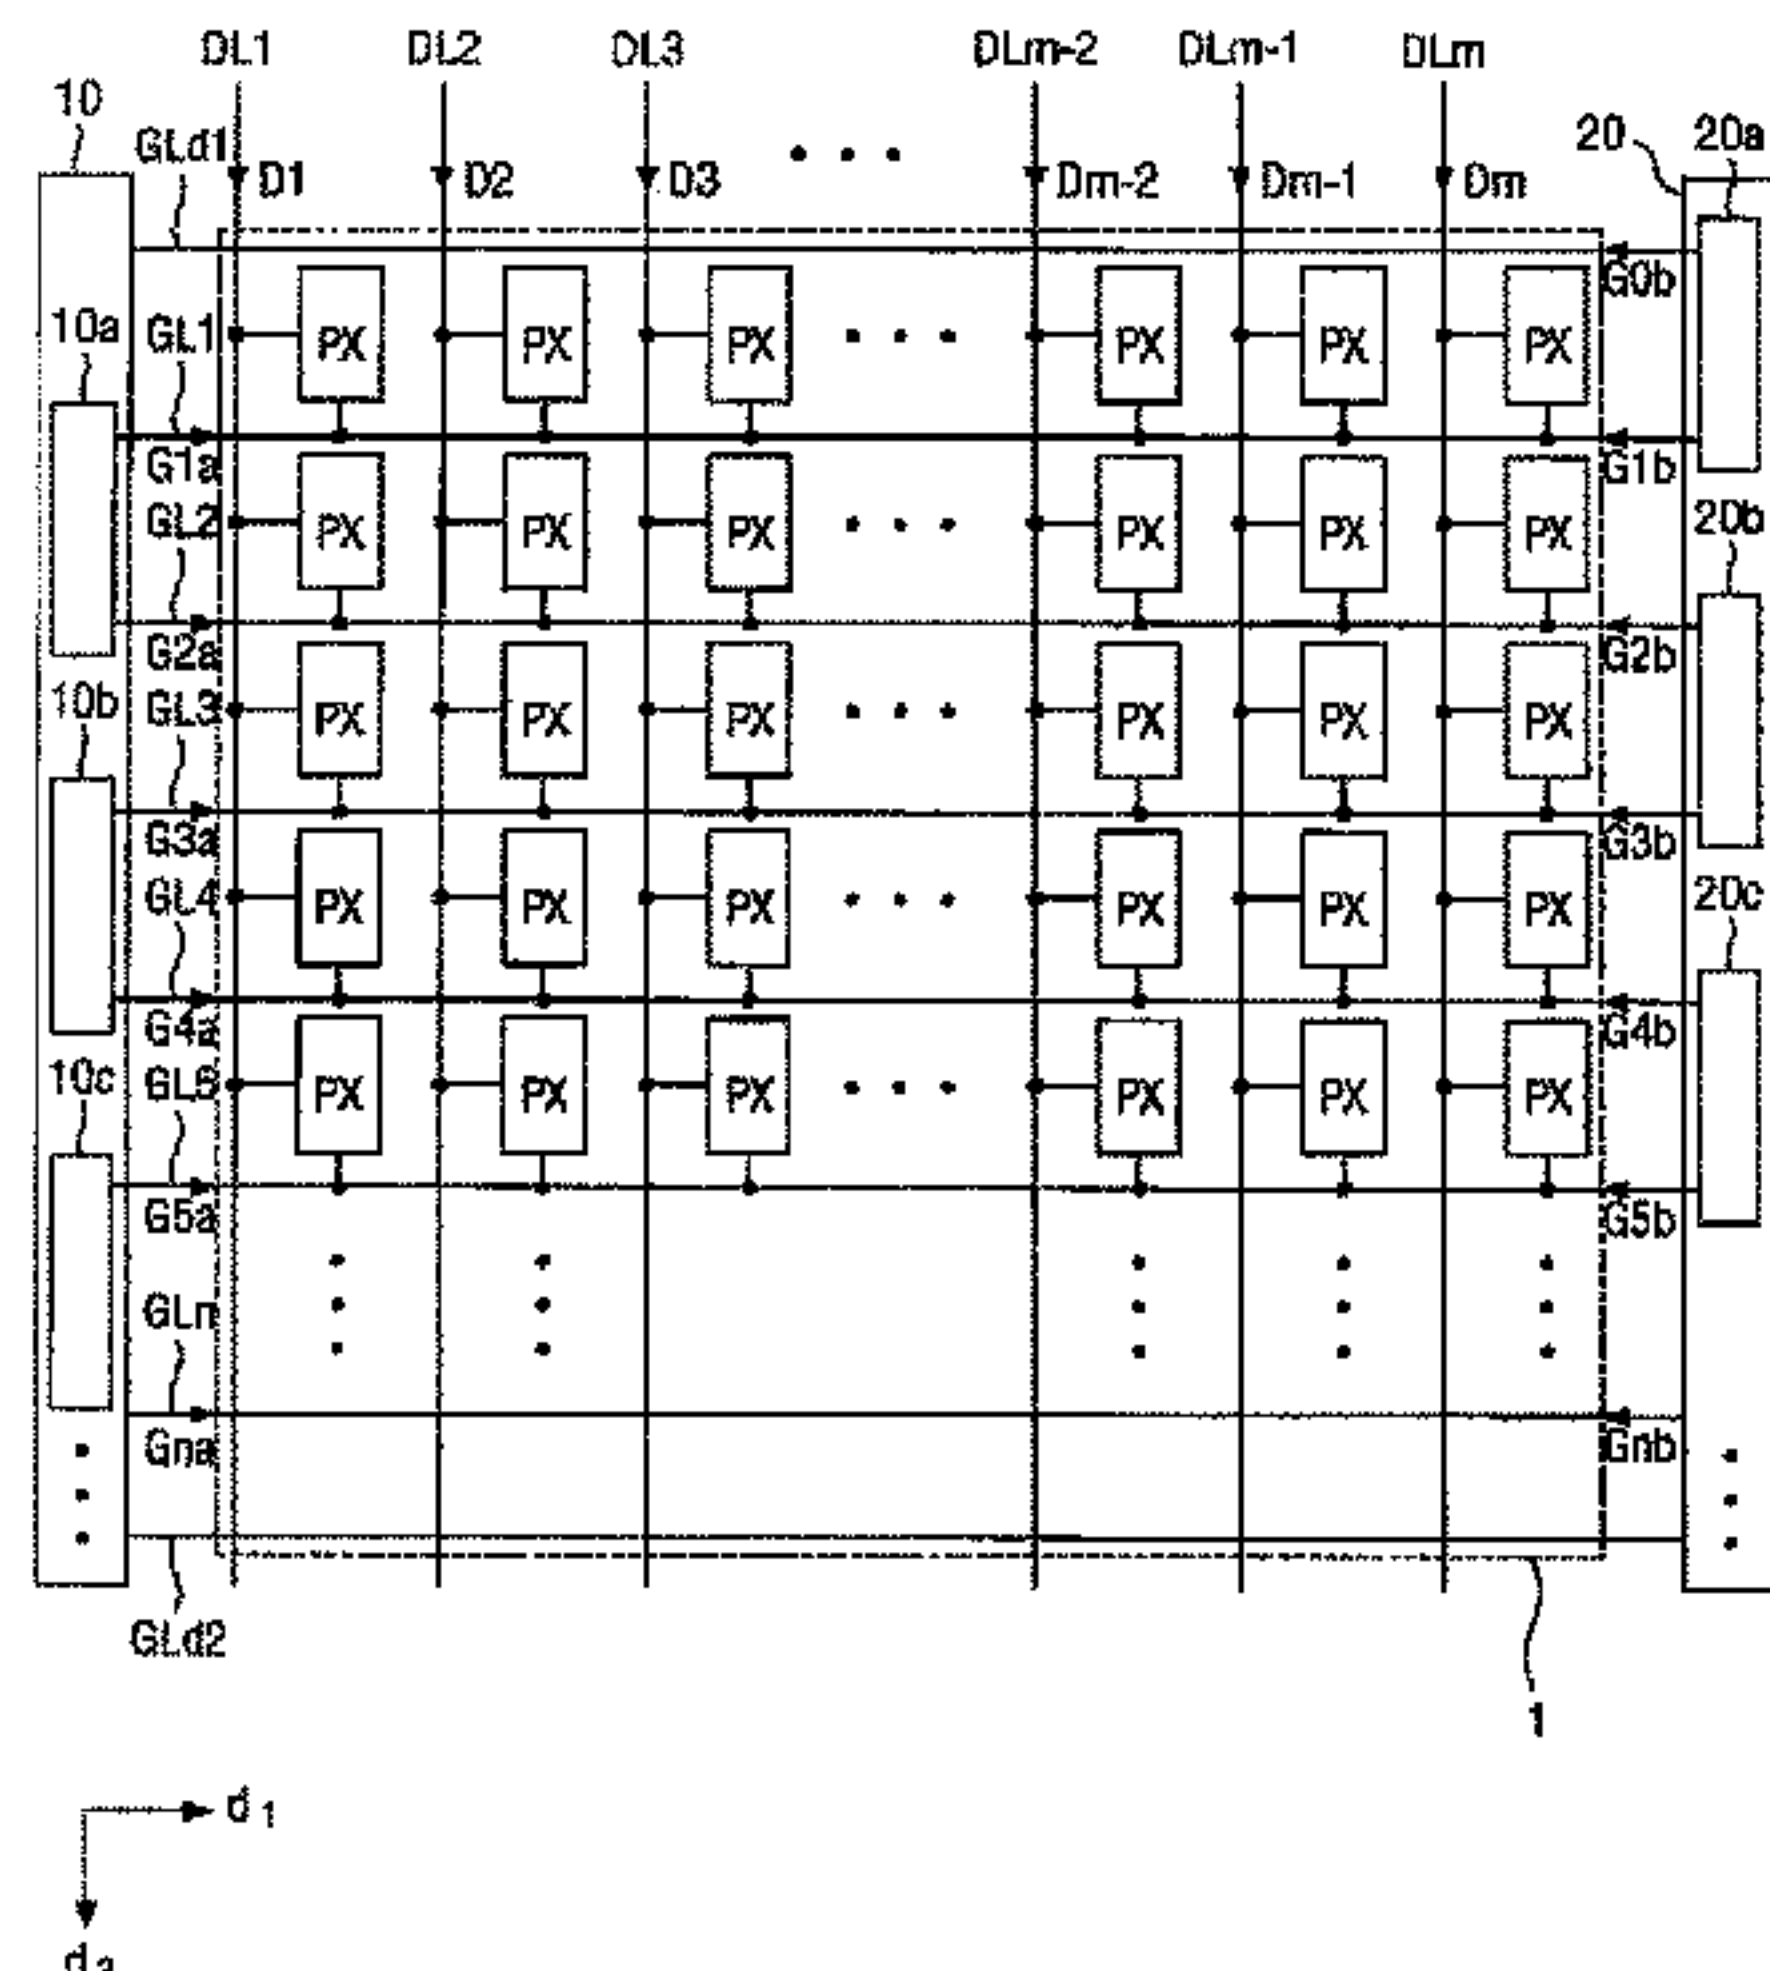 DL1 DL2 DL3 DLm-2 DLm-1 DLm
10 GLd1 20 20a
D1 D2 D3 Dm-2 Dm-1 Dm
G0b
10a GL1 PX PX PX PX PX PX
G1a G1b
GL2 PX PX PX PX PX PX 20b
G2a G2b
10b GL3 PX PX PX PX PX PX
G3a G3b
GL4 PX PX PX PX PX PX 20c
G4a G4b
10c GL5 PX PX PX PX PX PX
G5a G5b
GLn
Gna Gnb
GLd2
1
d1